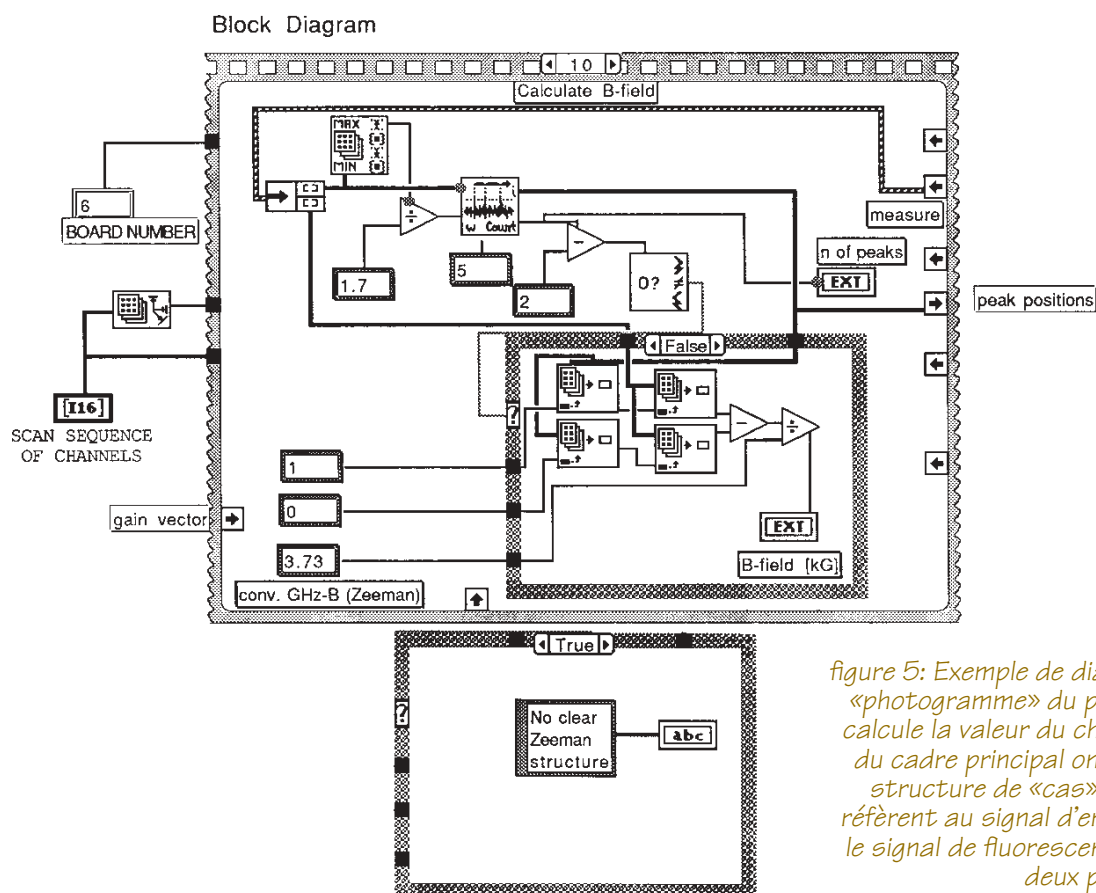 Block Diagram
10
Calculate B-field
MAX
MIN
6
BOARD NUMBER
w Court
measure
n of peaks
EXT
peak positions
1.7
5
2
0?
÷
−
False
[I16]
SCAN SEQUENCE
OF CHANNELS
?
−
÷
1
0
gain vector
3.73
conv. GHz-B (Zeeman)
EXT
B-field [kG]
True
?
No clear
Zeeman
structure
abc
figure 5: Exemple de dia
«photogramme» du p
calcule la valeur du ch
du cadre principal on
structure de «cas»
réfèrent au signal d'er
le signal de fluorescer
deux p